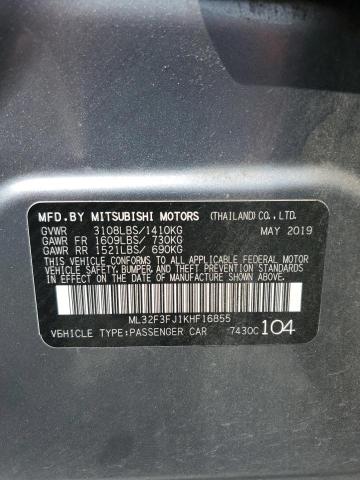 MFD.BY MITSUBISHI MOTORS (THAILAND) CO., LTD.
GVWR 3108LBS/1410KG MAY 2019
GAWR FR 1609LBS/ 730KG
GAWR RR 1521LBS/ 690KG
THIS VEHICLE CONFORMS TO ALL APPLICABLE FEDERAL MOTOR
VEHICLE SAFETY, BUMPER, AND THEFT PREVENTION STANDARDS
IN EFFECT ON THE DATE OF MANUFACTURE SHOWN ABOVE.
ML32F3FJ1KHF16855
VEHICLE TYPE:PASSENGER CAR 7430C 104